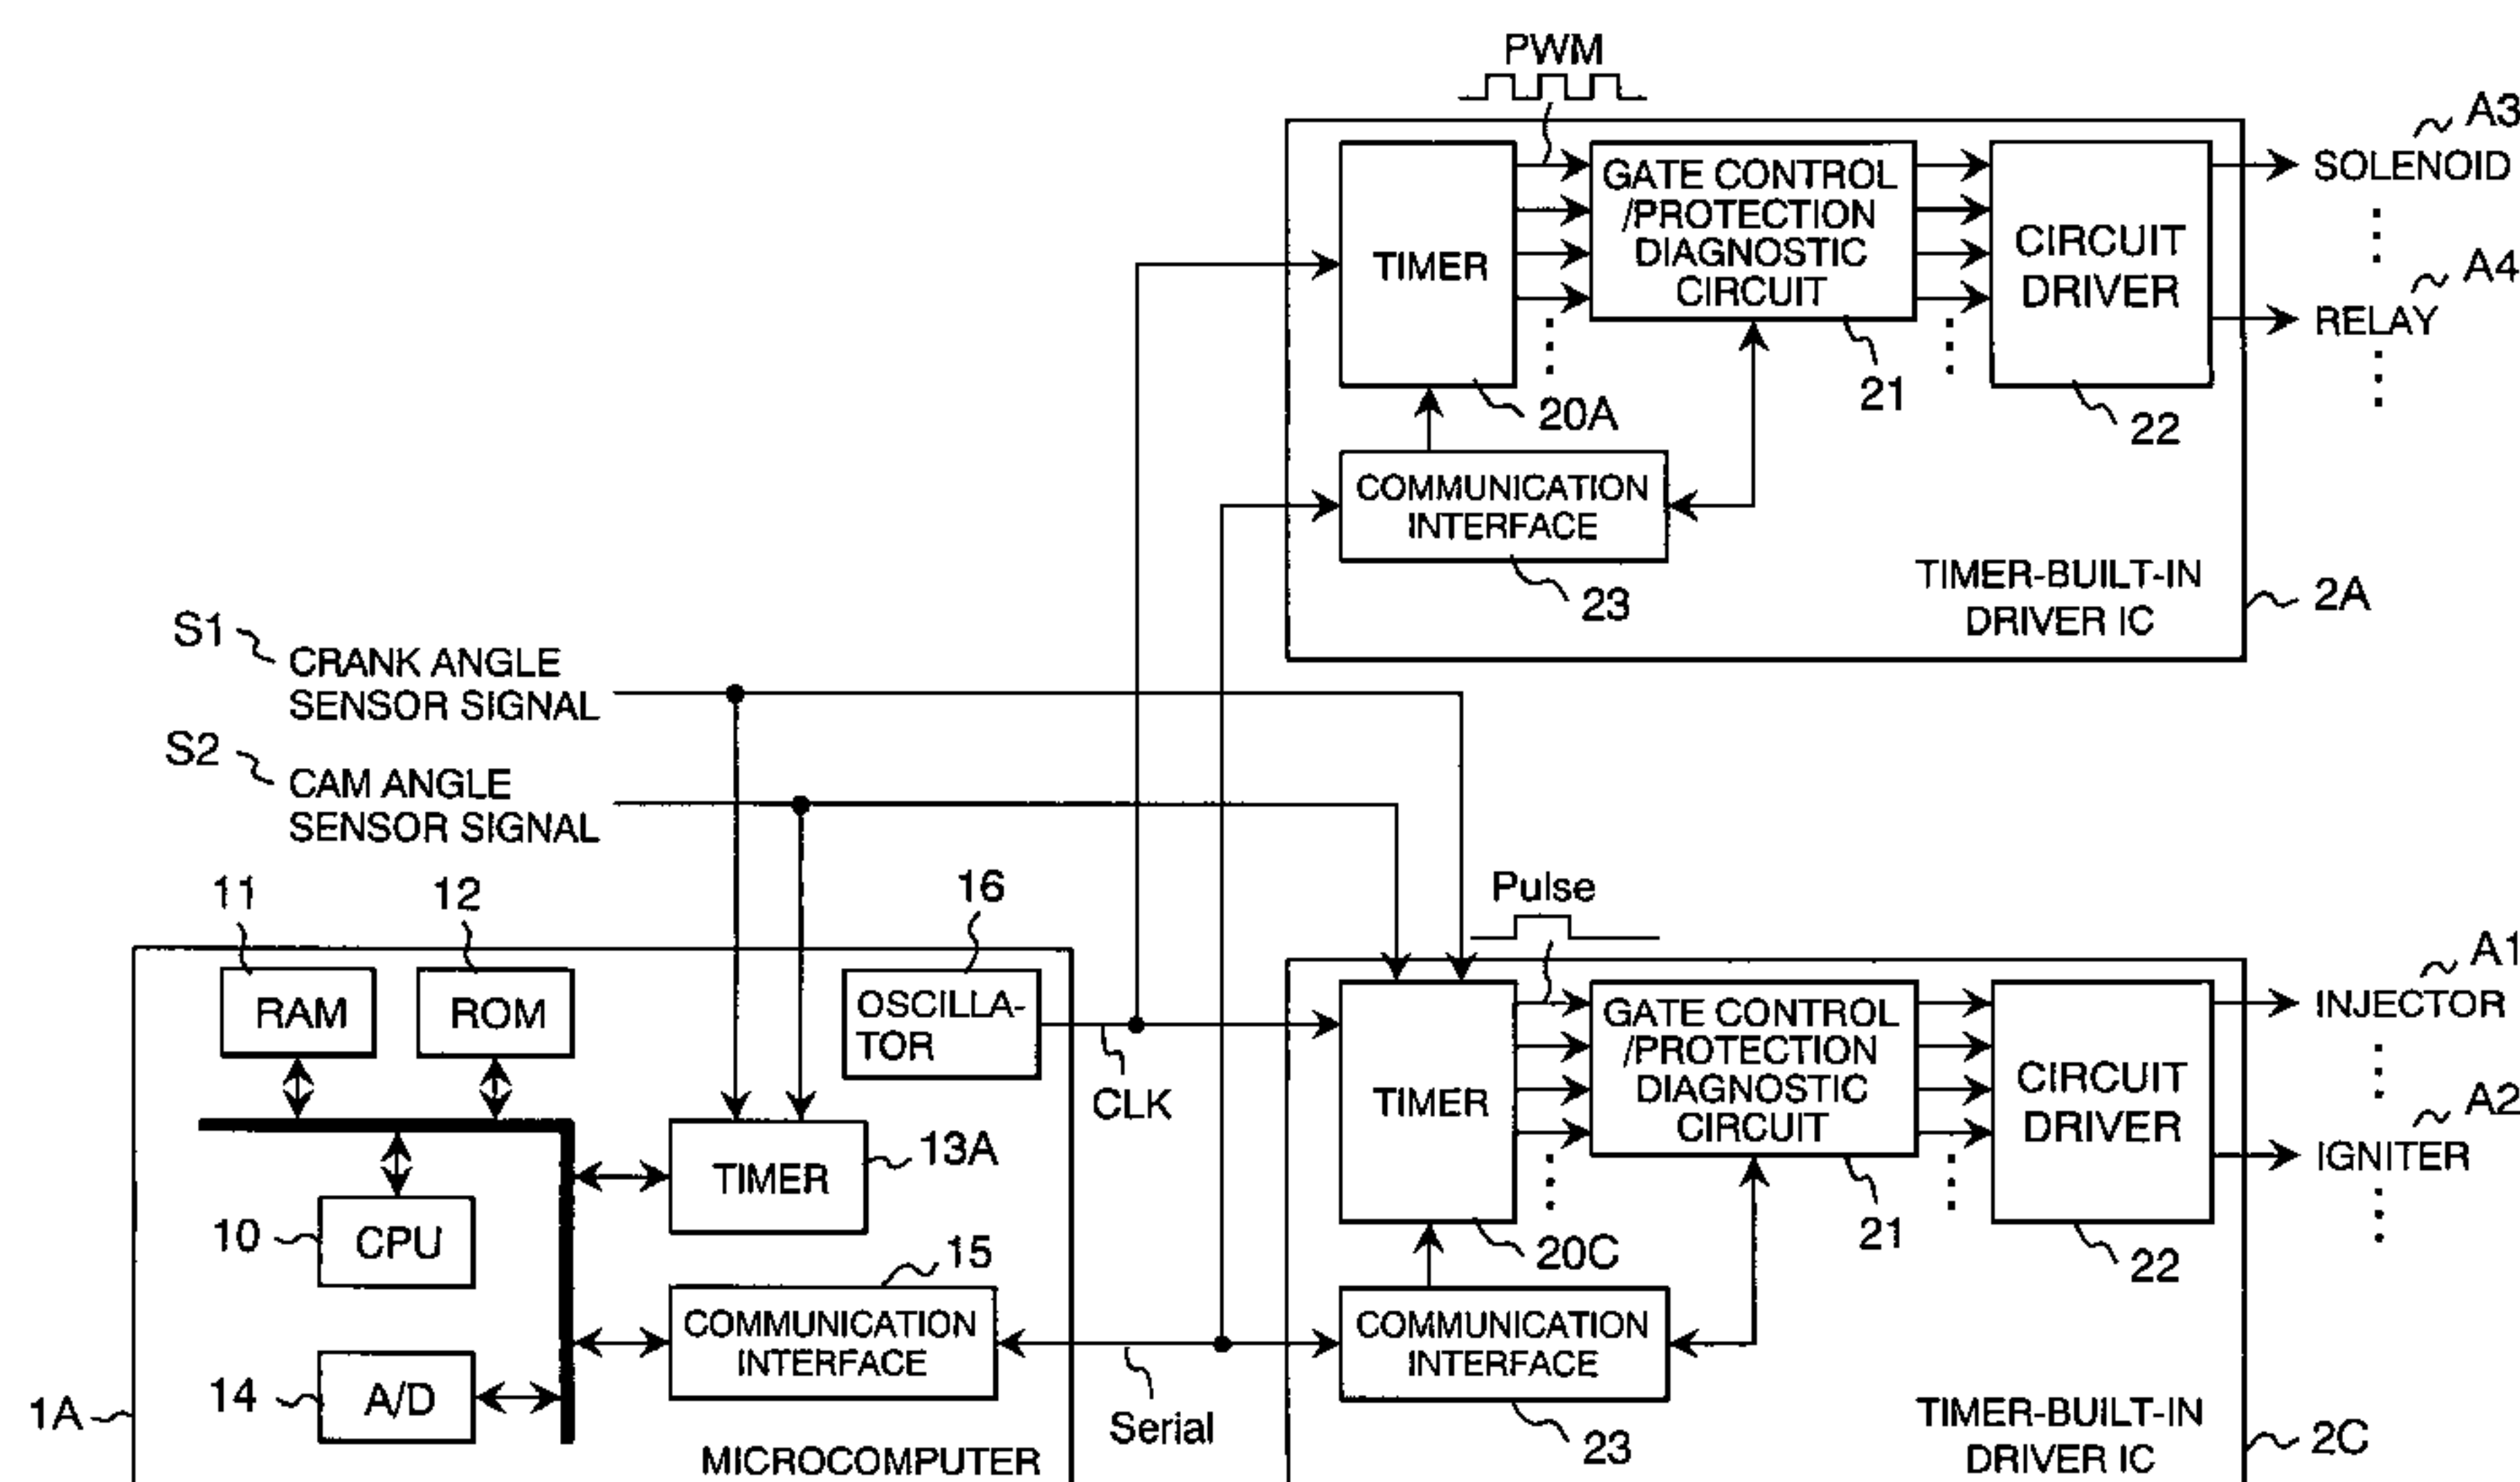 PWM
A3
SOLENOID
GATE CONTROL
/PROTECTION
DIAGNOSTIC
CIRCUIT
TIMER
CIRCUIT
DRIVER
A4
RELAY
20A
21
22
COMMUNICATION
INTERFACE
23
TIMER-BUILT-IN
DRIVER IC
2A
S1
CRANK ANGLE
SENSOR SIGNAL
S2
CAM ANGLE
SENSOR SIGNAL
11
12
16
RAM
ROM
OSCILLA-
TOR
CLK
TIMER
13A
10
CPU
15
COMMUNICATION
INTERFACE
14
A/D
1A
MICROCOMPUTER
Serial
Pulse
A1
INJECTOR
GATE CONTROL
/PROTECTION
DIAGNOSTIC
CIRCUIT
TIMER
CIRCUIT
DRIVER
A2
IGNITER
20C
21
22
COMMUNICATION
INTERFACE
23
TIMER-BUILT-IN
DRIVER IC
2C